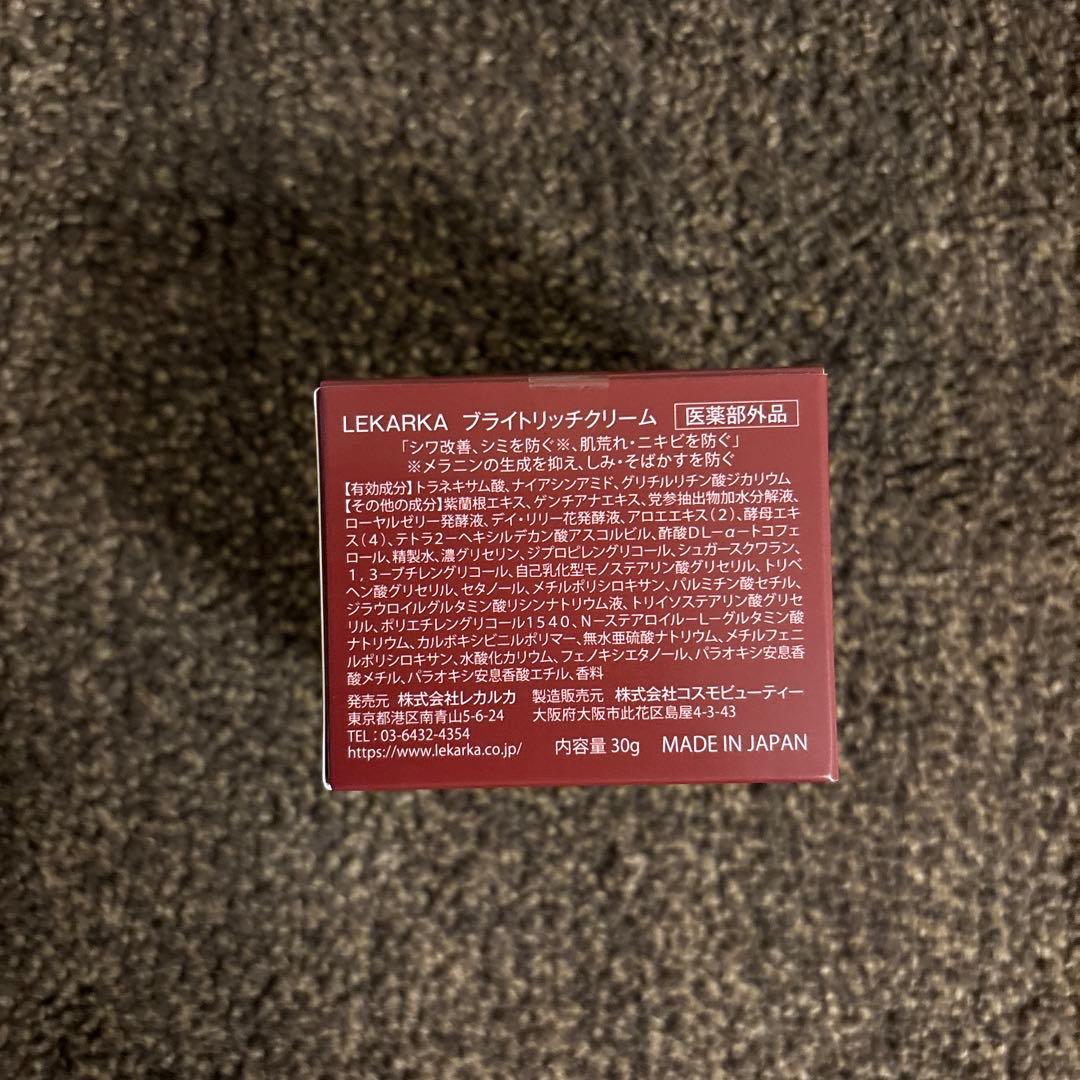 LEKARKA ブライトリッチクリーム 医薬部外品
「シワ改善、シミを防ぐ※、肌荒れ・ニキビを防ぐ」
※メラニンの生成を抑え、しみ・そばかすを防ぐ
【有効成分】トラネキサム酸、ナイアシンアミド、グリチルリチン酸ジカリウム
【その他の成分】紫蘭根エキス、ゲンチアナエキス、党参抽出物加水分解液、
ローヤルゼリー発酵液、デイ・リリー花発酵液、アロエエキス(2)、酵母エキ
ス(4)、テトラ2-ヘキシルデカン酸アスコルビル、酢酸DL-α-トコフェ
ロール、精製水、濃グリセリン、ジプロピレングリコール、シュガースクワラン、
1,3-ブチレングリコール、自己乳化型モノステアリン酸グリセリル、トリベ
ヘン酸グリセリル、セタノール、メチルポリシロキサン、パルミチン酸セチル、
ジラウロイルグルタミン酸リシンナトリウム液、トリイソステアリン酸グリセ
リル、ポリエチレングリコール1540、N-ステアロイル-L-グルタミン酸
ナトリウム、カルボキシビニルポリマー、無水亜硫酸ナトリウム、メチルフェニ
ルポリシロキサン、水酸化カリウム、フェノキシエタノール、パラオキシ安息香
酸メチル、パラオキシ安息香酸エチル、香料
発売元 株式会社レカルカ 製造販売元 株式会社コスモビューティー
東京都港区南青山5-6-24 大阪府大阪市此花区島屋4-3-43
TEL : 03-6432-4354
https://www.lekarka.co.jp/ 内容量 30g MADE IN JAPAN